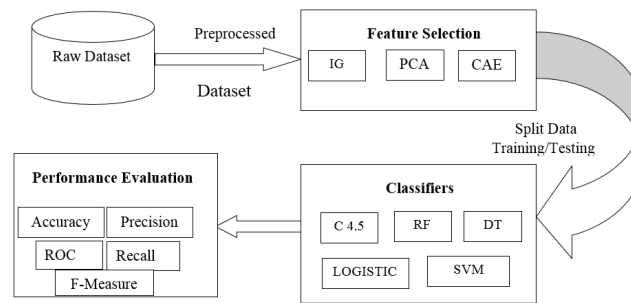 Raw Dataset
Preprocessed
Dataset
Feature Selection
IG
PCA
CAE
Split Data
Training/Testing
Performance Evaluation
Accuracy
Precision
ROC
Recall
F-Measure
Classifiers
C 4.5
RF
DT
LOGISTIC
SVM